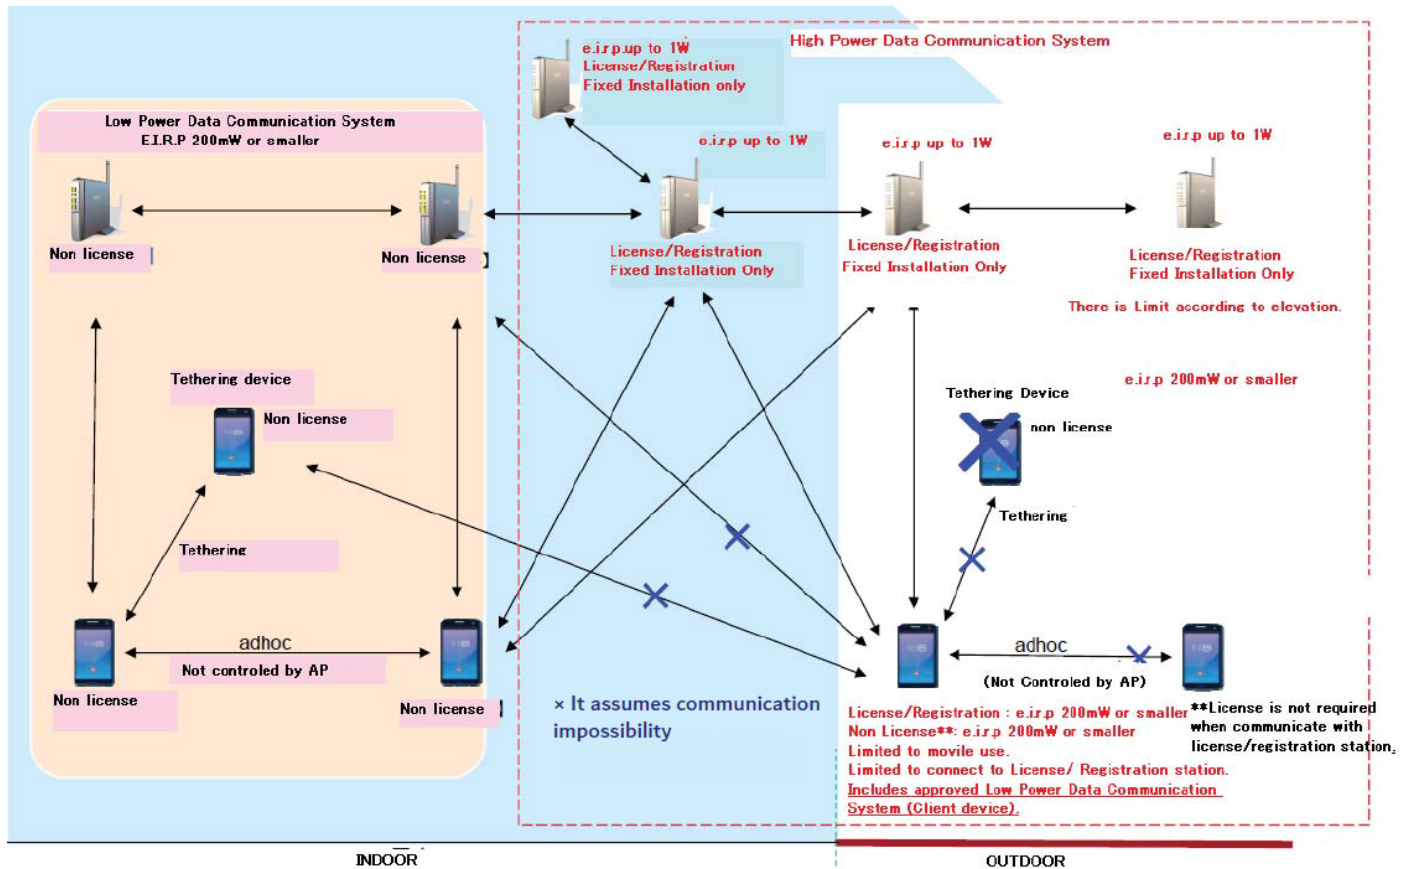 High Power Data Communication System
e.i.r.p.up to 1W
License/Registration
Fixed Installation only
Low Power Data Communication System
E.I.R.P 200mW or smaller
e.i.r.p up to 1W
e.i.r.p up to 1W
e.i.r.p up to 1W
Non license
Non license
License/Registration
Fixed Installation Only
License/Registration
Fixed Installation Only
License/Registration
Fixed Installation Only
There is Limit according to elevation.
Tethering device
Non license
e.i.r.p 200mW or smaller
Tethering Device
non license
Tethering
Tethering
adhoc
Not controled by AP
Non license
Non license
adhoc
(Not Controled by AP)
× It assumes communication
impossibility
License/Registration : e.i.r.p 200mW or smaller
Non License**: e.i.r.p 200mW or smaller
Limited to movile use.
Limited to connect to License/ Registration station.
Includes approved Low Power Data Communication
System (Client device).
**License is not required
when communicate with
license/registration station.
INDOOR
OUTDOOR